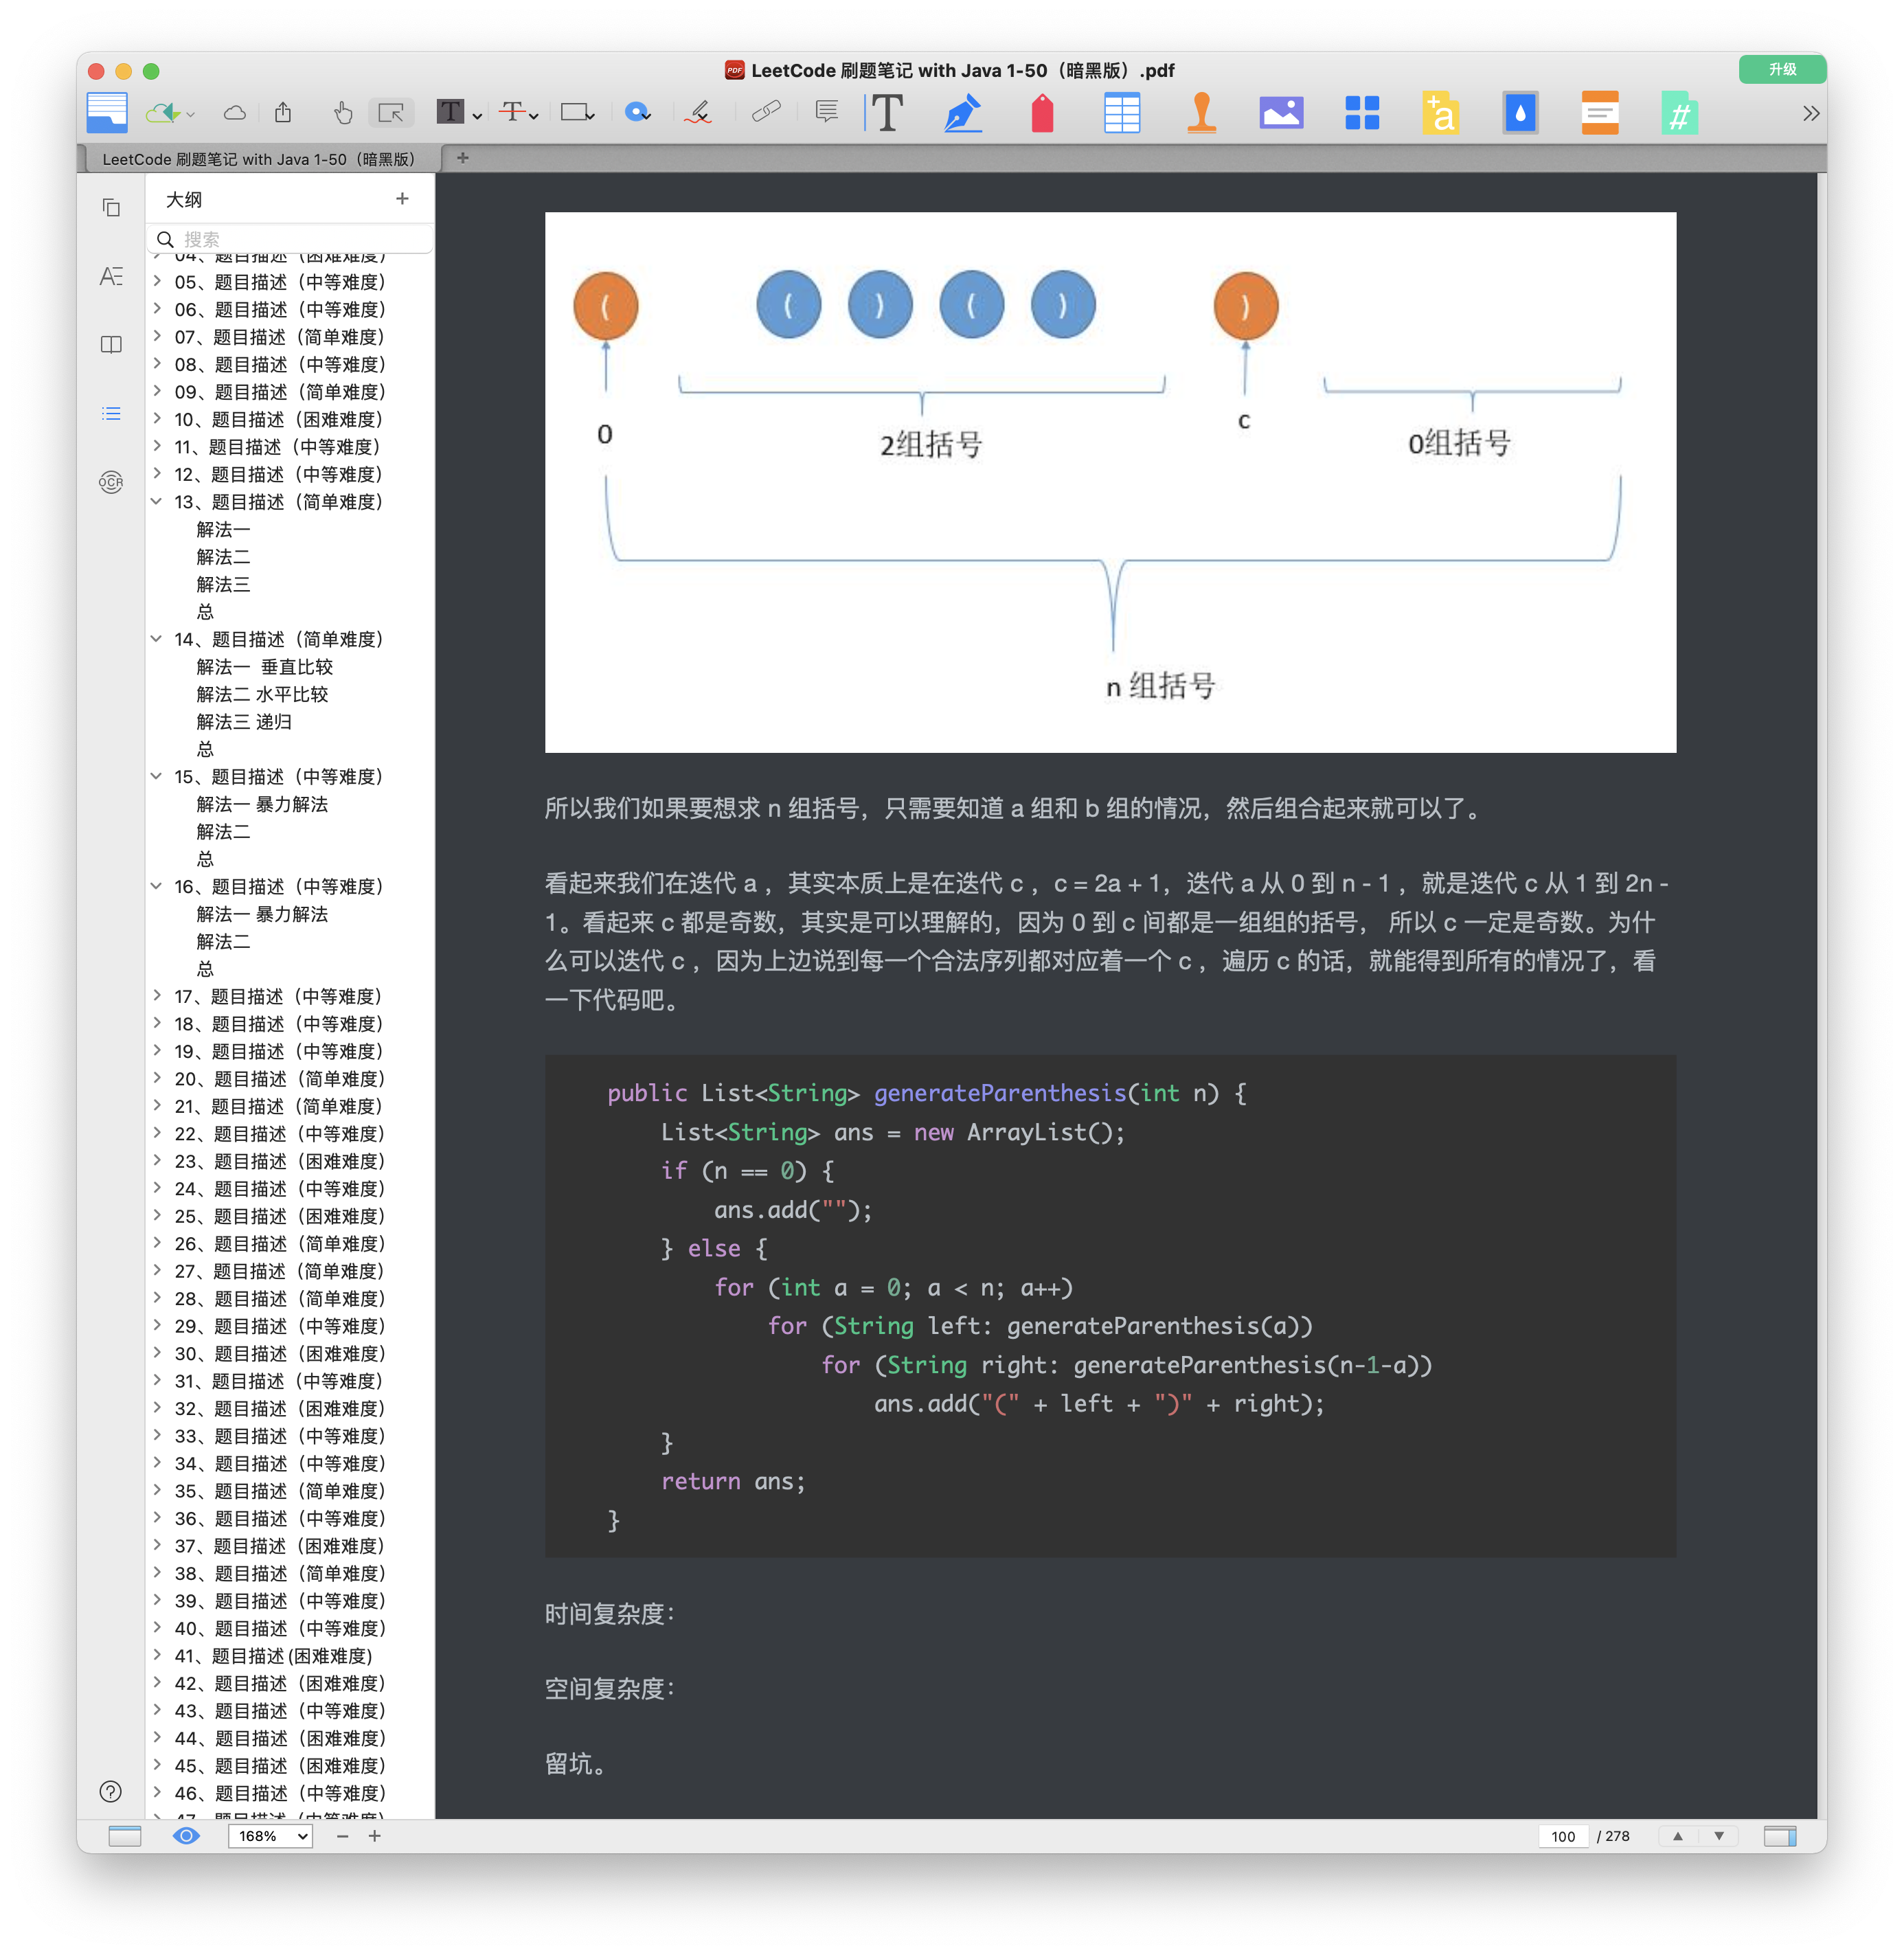 LeetCode 刷题笔记 with Java 1-50（暗黑版）.pdf
升级
LeetCode 刷题笔记 with Java 1-50（暗黑版）
大纲
搜索
04、题目描述（困难难度）
05、题目描述（中等难度）
06、题目描述（中等难度）
07、题目描述（简单难度）
08、题目描述（中等难度）
09、题目描述（简单难度）
10、题目描述（困难难度）
11、题目描述（中等难度）
12、题目描述（中等难度）
13、题目描述（简单难度）
解法一
解法二
解法三
总
14、题目描述（简单难度）
解法一 垂直比较
解法二 水平比较
解法三 递归
总
15、题目描述（中等难度）
解法一 暴力解法
解法二
总
16、题目描述（中等难度）
解法一 暴力解法
解法二
总
17、题目描述（中等难度）
18、题目描述（中等难度）
19、题目描述（中等难度）
20、题目描述（简单难度）
21、题目描述（简单难度）
22、题目描述（中等难度）
23、题目描述（困难难度）
24、题目描述（中等难度）
25、题目描述（困难难度）
26、题目描述（简单难度）
27、题目描述（简单难度）
28、题目描述（简单难度）
29、题目描述（中等难度）
30、题目描述（困难难度）
31、题目描述（中等难度）
32、题目描述（困难难度）
33、题目描述（中等难度）
34、题目描述（中等难度）
35、题目描述（简单难度）
36、题目描述（中等难度）
37、题目描述（困难难度）
38、题目描述（简单难度）
39、题目描述（中等难度）
40、题目描述（中等难度）
41、题目描述(困难难度)
42、题目描述（困难难度）
43、题目描述（中等难度）
44、题目描述（困难难度）
45、题目描述（困难难度）
46、题目描述（中等难度）
47、题目描述（中等难度）
OCR
( ( ) ( ) )
0 2组括号 c 0组括号
n 组括号
所以我们如果要想求 n 组括号，只需要知道 a 组和 b 组的情况，然后组合起来就可以了。
看起来我们在迭代 a ，其实本质上是在迭代 c ，c = 2a + 1，迭代 a 从 0 到 n - 1 ，就是迭代 c 从 1 到 2n -
1。看起来 c 都是奇数，其实是可以理解的，因为 0 到 c 间都是一组组的括号， 所以 c 一定是奇数。为什
么可以迭代 c ，因为上边说到每一个合法序列都对应着一个 c ，遍历 c 的话，就能得到所有的情况了，看
一下代码吧。
public List<String> generateParenthesis(int n) {
List<String> ans = new ArrayList();
if (n == 0) {
ans.add("");
} else {
for (int a = 0; a < n; a++)
for (String left: generateParenthesis(a))
for (String right: generateParenthesis(n-1-a))
ans.add("(" + left + ")" + right);
}
return ans;
}
时间复杂度：
空间复杂度：
留坑。
168%
100 / 278